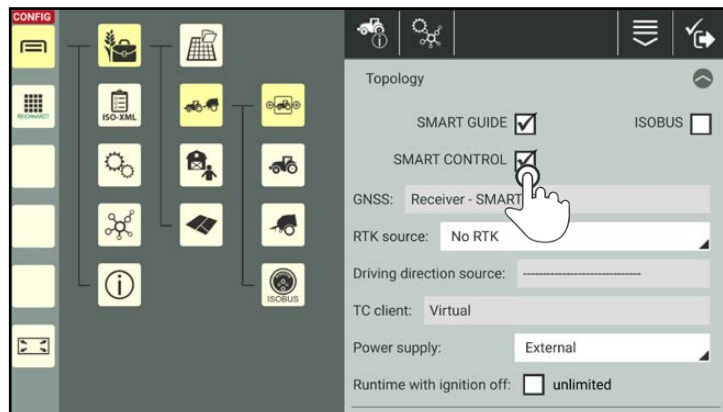 CONFIG
REICHHARDT
ISO-XML
ISOBUS
Topology
SMART GUIDE
ISOBUS
SMART CONTROL
GNSS: Receiver - SMART
RTK source: No RTK
Driving direction source: ------------------------------
TC client: Virtual
Power supply: External
Runtime with ignition off: unlimited